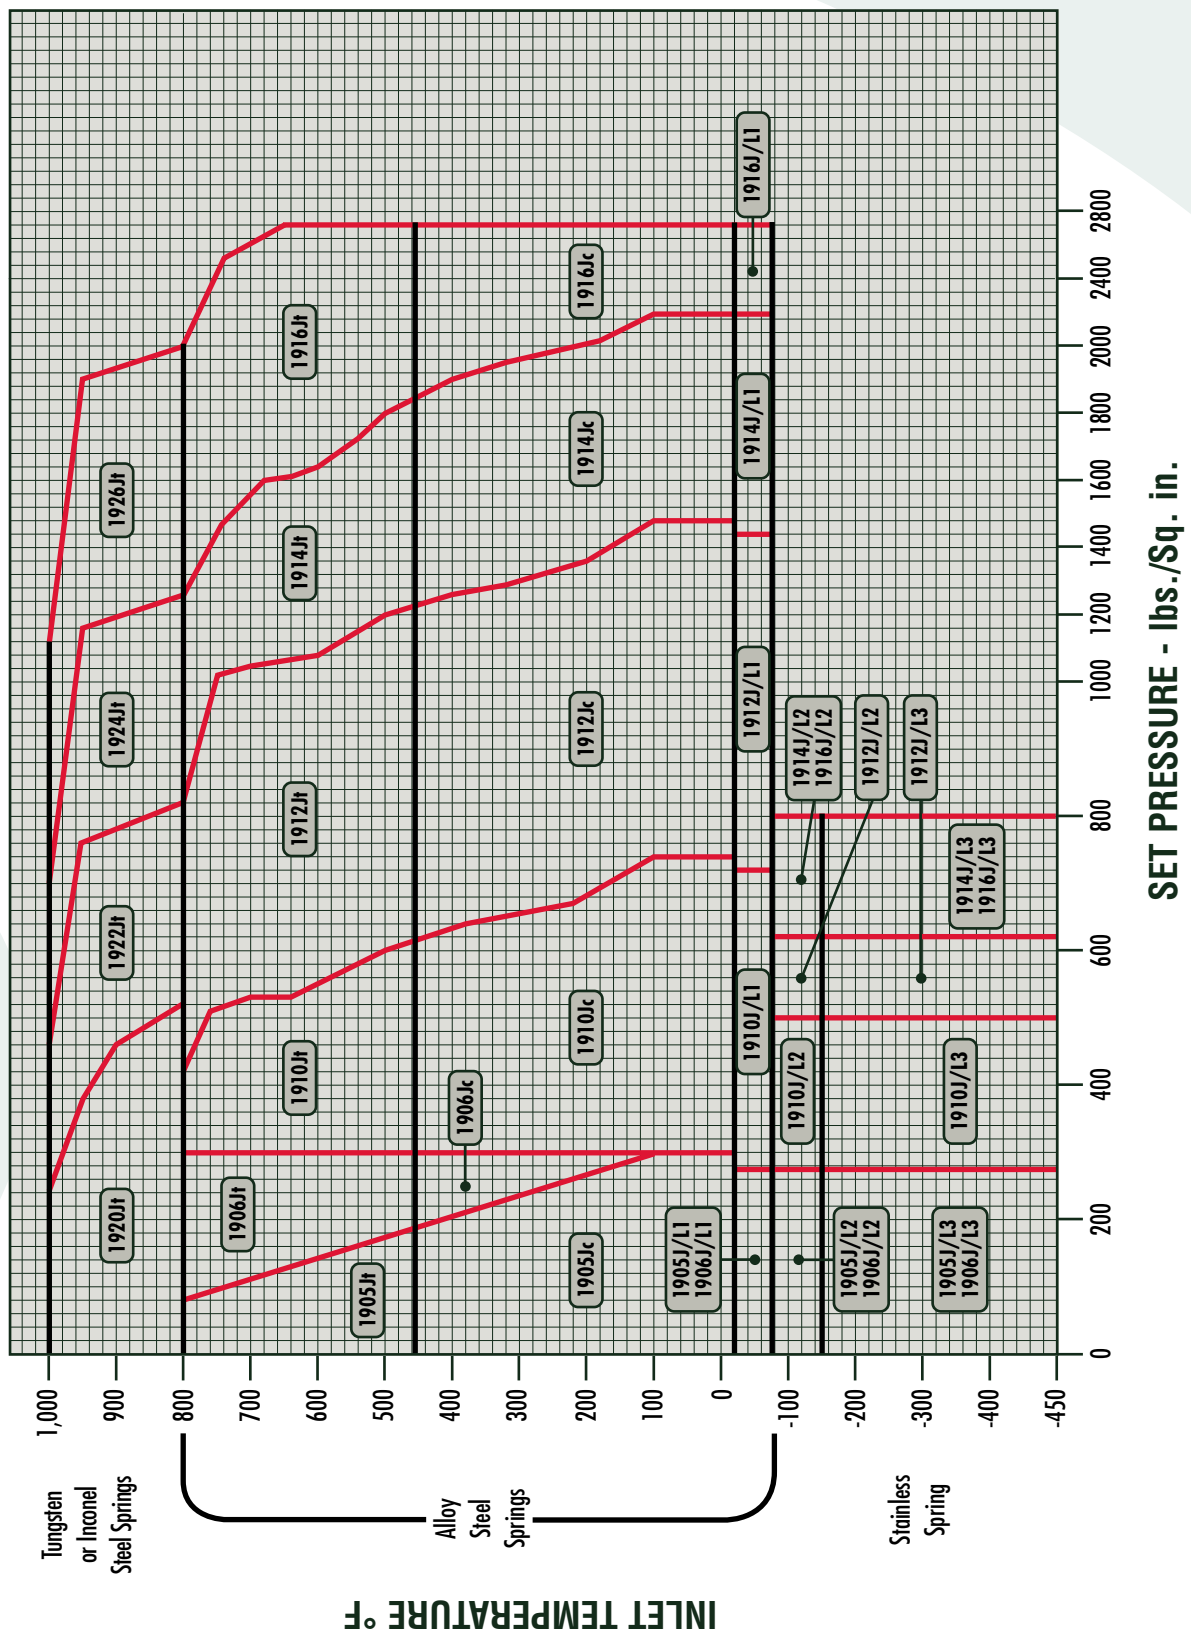 INLET TEMPERATURE °F
Tungsten
or Inconel
Steel Springs
Alloy
Steel
Springs
Stainless
Spring
1,000
900
800
700
600
500
400
300
200
100
0
-100
-200
-300
-400
-450
1920Jt
1922Jt
1924Jt
1926Jt
1906Jt
1910Jt
1912Jt
1914Jt
1916Jt
1905Jt
1906Jc
1905Jc
1910Jc
1912Jc
1914Jc
1916Jc
1905J/L1
1906J/L1
1910J/L1
1912J/L1
1914J/L1
1916J/L1
1905J/L2
1906J/L2
1910J/L2
1914J/L2
1916J/L2
1912J/L2
1912J/L3
1905J/L3
1906J/L3
1910J/L3
1914J/L3
1916J/L3
0
200
400
600
800
1000
1200
1400
1600
1800
2000
2400
2800
SET PRESSURE - lbs./Sq. in.